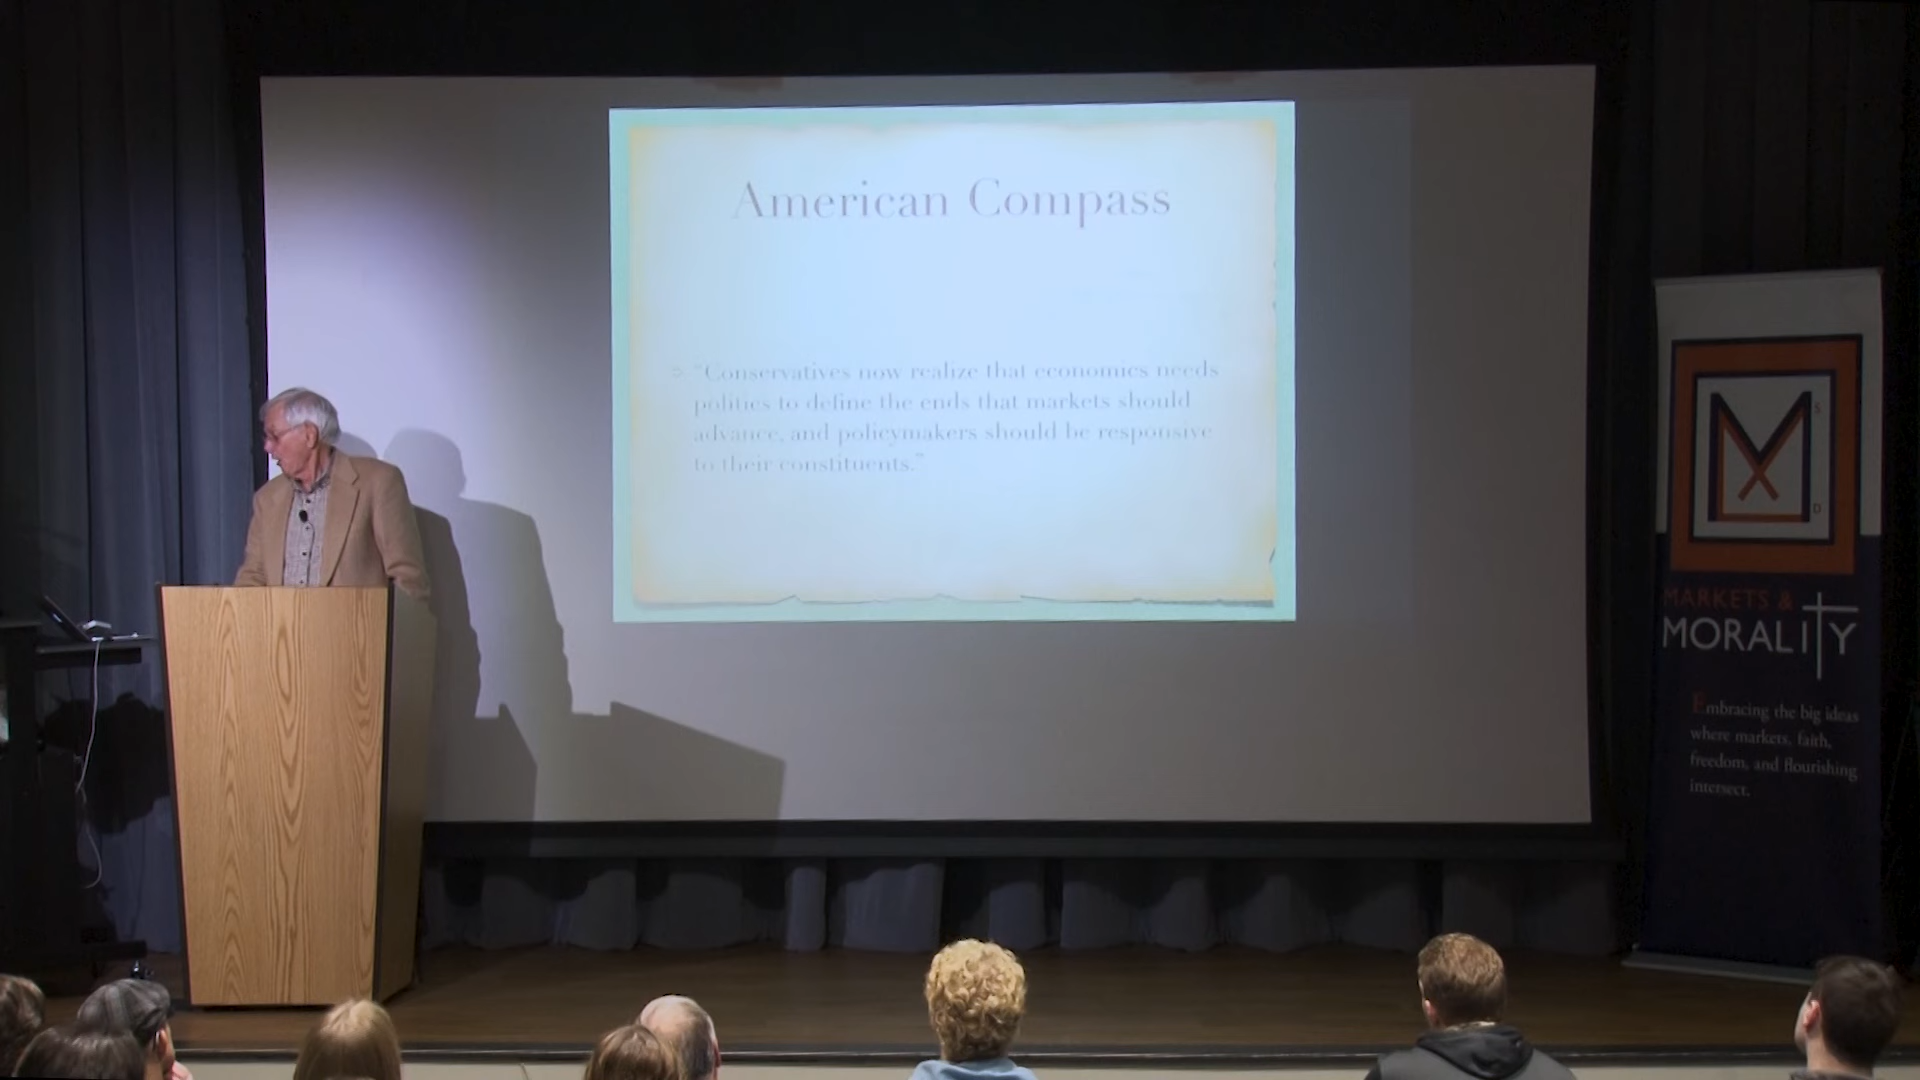 American Compass
"Conservatives now realize that economics needs
politics to define the ends that markets should
advance, and policymakers should be responsive
to their constituents."
S
D
MARKETS &
MORALITY
Embracing the big ideas
where markets, faith,
freedom, and flourishing
intersect.